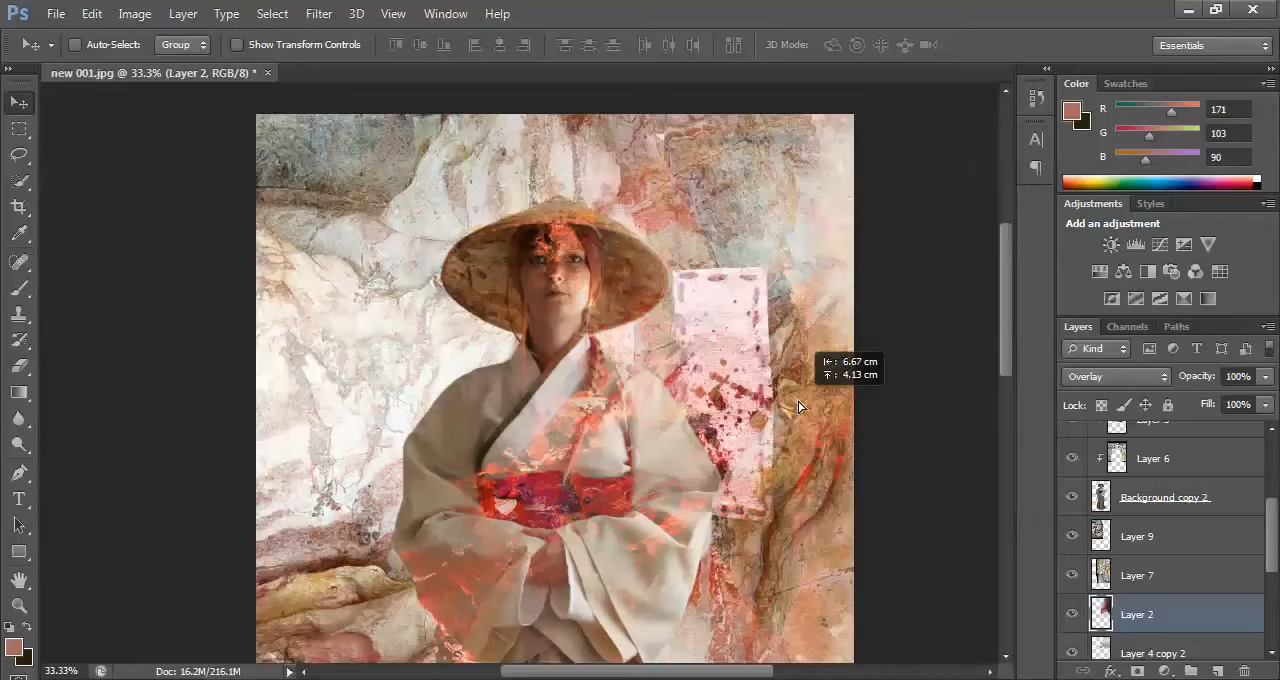 Ps File Edit Image Layer Type Select Filter 3D View Window Help
Auto-Select: Group Show Transform Controls 3D Mode: Essentials
new 001.jpg @ 33.3% (Layer 2, RGB/8) * ×
Color Swatches
R 171
G 103
B 90
Adjustments Styles
Add an adjustment
Layers Channels Paths
Kind
Overlay Opacity: 100%
Lock: Fill: 100%
Layer 6
Background copy 2
Layer 9
Layer 7
Layer 2
Layer 4 copy 2
6.67 cm
4.13 cm
33.33% Doc: 16.2M/216.1M